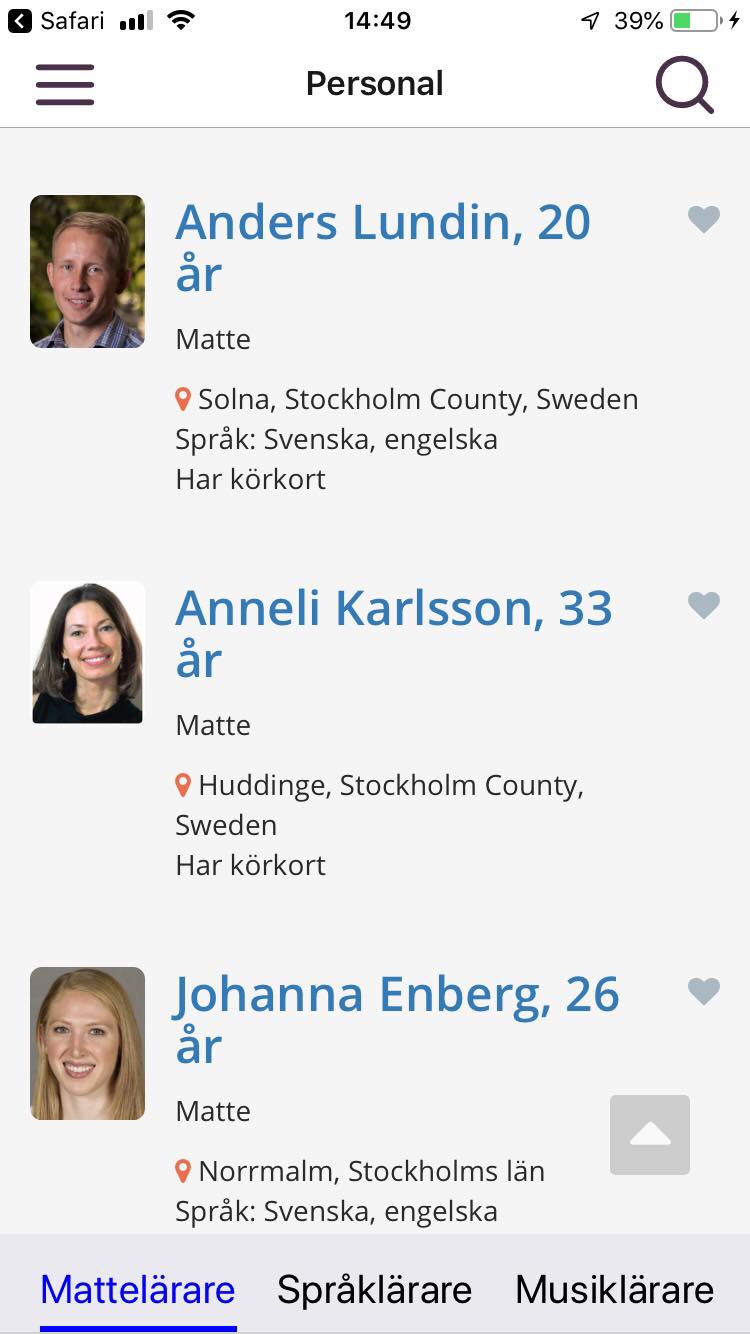 Safari 14:49 39%
Personal
Anders Lundin, 20
år
Matte
Solna, Stockholm County, Sweden
Språk: Svenska, engelska
Har körkort
Anneli Karlsson, 33
år
Matte
Huddinge, Stockholm County,
Sweden
Har körkort
Johanna Enberg, 26
år
Matte
Norrmalm, Stockholms län
Språk: Svenska, engelska
Mattelärare Språklärare Musiklärare